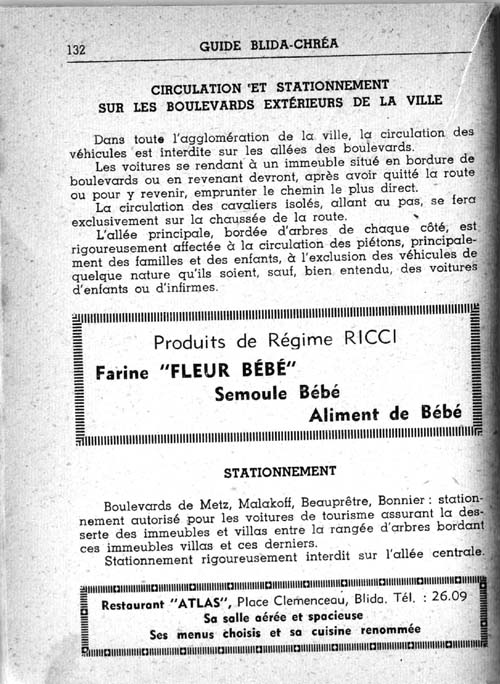 132
GUIDE BLIDA-CHRÉA
CIRCULATION ET STATIONNEMENT
SUR LES BOULEVARDS EXTÉRIEURS DE LA VILLE
Dans toute l'agglomération de la ville, la circulation des
véhicules est interdite sur les allées des boulevards.
Les voitures se rendant à un immeuble situé en bordure de
boulevards ou en revenant devront, après avoir quitté la route
ou pour y revenir, emprunter le chemin le plus direct.
La circulation des cavaliers isolés, allant au pas, se fera
exclusivement sur la chaussée de la route.
L'allée principale, bordée d'arbres de chaque côté, est
rigoureusement affectée à la circulation des piétons, principale-
ment des familles et des enfants, à l'exclusion des véhicules de
quelque nature qu'ils soient, sauf, bien entendu, des voitures
d'enfants ou d'infirmes.
Produits de Régime RICCI
Farine "FLEUR BÉBÉ"
Semoule Bébé
Aliment de Bébé
STATIONNEMENT
Boulevards de Metz, Malakoff, Beauprêtre, Bonnier : station-
nement autorisé pour les voitures de tourisme assurant la des-
serte des immeubles et villas entre la rangée d'arbres bordant
ces immeubles villas et ces derniers.
Stationnement rigoureusement interdit sur l'allée centrale.
Restaurant "ATLAS", Place Clemenceau, Blida. Tél. : 26.09
Sa salle aérée et spacieuse
Ses menus choisis et sa cuisine renommée